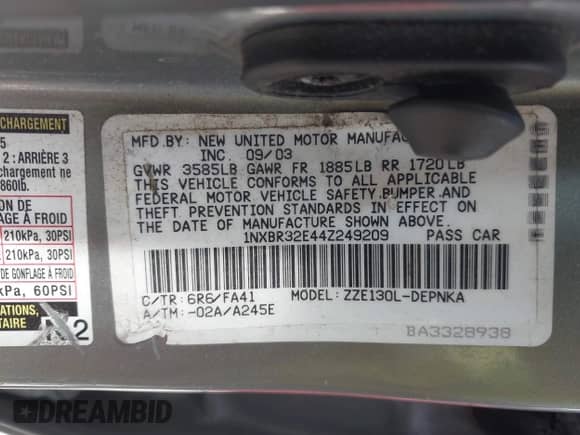 CHARGEMENT
5
2 : ARRIÈRE 3
chargement ne
860lb.
DE
AGE À FROID
210kPa, 30PSI
210kPa, 30PSI
DE GONFLAGE À FROID
kPa, 60PSI
US
TAIRE
2
MFD.BY: NEW UNITED MOTOR MANUFAC
INC. 09/03
GVWR 3585LB GAWR FR 1885LB RR 1720LB
THIS VEHICLE CONFORMS TO ALL APPLICABLE
FEDERAL MOTOR VEHICLE SAFETY,BUMPER,AND
THEFT PREVENTION STANDARDS IN EFFECT ON
THE DATE OF MANUFACTURE SHOWN ABOVE.
1NXBR32E44Z249209 PASS CAR
C/TR: 6R6/FA41 MODEL: ZZE130L-DEPNKA
A/TM: -02A/A245E
BA3328938
DREAMBID